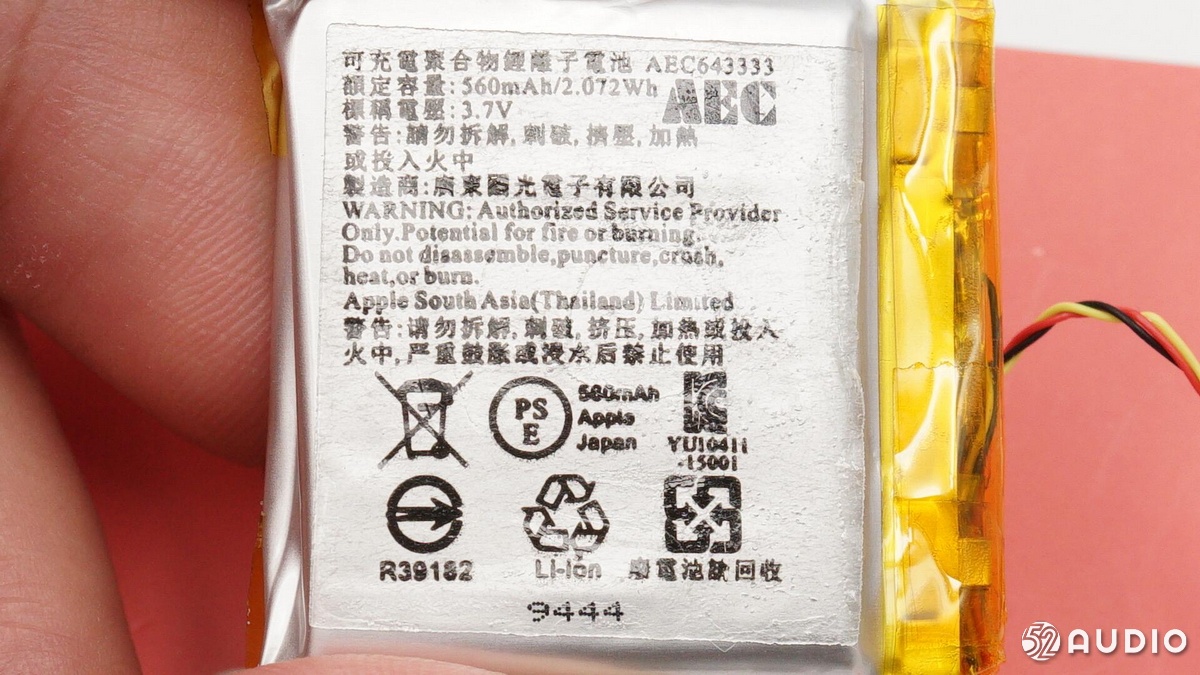 可充電聚合物鋰離子電池 AEC643333
額定容量:560mAh/2.072Wh
AEC
標稱電壓:3.7V
警告:請勿拆解,刺破,擠壓,加熱
或投入火中
製造商:廣東曙光電子有限公司
WARNING: Authorized Service Provider
Only.Potential for fire or burning.
Do not disassemble,puncture,crush,
heat,or burn.
Apple South Asia(Thailand) Limited
警告:请勿拆解,刺破,挤压,加熱或投入
火中,严重鼓胀或浸水后禁止使用
PS
E
560mAh
Apple
Japan
YU10411
-15001
R39182
Li-ion
廢電池請回收
9444
52 AUDIO